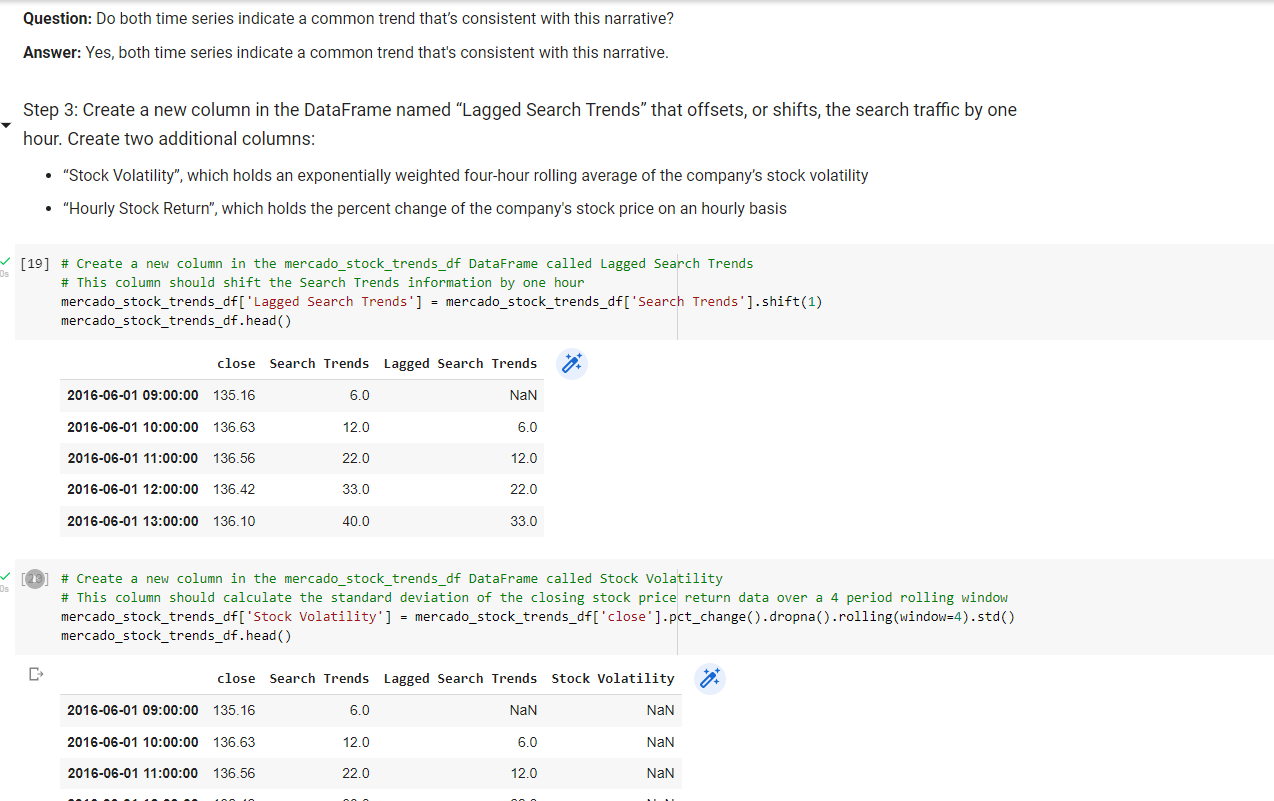 Question: Do both time series indicate a common trend that's consistent with this narrative?
Answer: Yes, both time series indicate a common trend that's consistent with this narrative.
Step 3: Create a new column in the DataFrame named “Lagged Search Trends” that offsets, or shifts, the search traffic by one
hour. Create two additional columns:
• “Stock Volatility”, which holds an exponentially weighted four-hour rolling average of the company’s stock volatility
• “Hourly Stock Return”, which holds the percent change of the company's stock price on an hourly basis
0s
[19] # Create a new column in the mercado_stock_trends_df DataFrame called Lagged Search Trends
# This column should shift the Search Trends information by one hour
mercado_stock_trends_df['Lagged Search Trends'] = mercado_stock_trends_df['Search Trends'].shift(1)
mercado_stock_trends_df.head()
close Search Trends Lagged Search Trends
2016-06-01 09:00:00 135.16 6.0 NaN
2016-06-01 10:00:00 136.63 12.0 6.0
2016-06-01 11:00:00 136.56 22.0 12.0
2016-06-01 12:00:00 136.42 33.0 22.0
2016-06-01 13:00:00 136.10 40.0 33.0
0s
# Create a new column in the mercado_stock_trends_df DataFrame called Stock Volatility
# This column should calculate the standard deviation of the closing stock price return data over a 4 period rolling window
mercado_stock_trends_df['Stock Volatility'] = mercado_stock_trends_df['close'].pct_change().dropna().rolling(window=4).std()
mercado_stock_trends_df.head()
close Search Trends Lagged Search Trends Stock Volatility
2016-06-01 09:00:00 135.16 6.0 NaN NaN
2016-06-01 10:00:00 136.63 12.0 6.0 NaN
2016-06-01 11:00:00 136.56 22.0 12.0 NaN